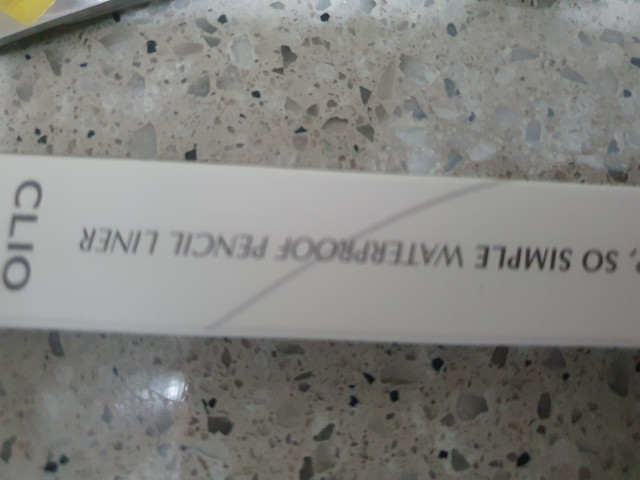 SO SIMPLE WATERPROOF PENCIL LINER
CLIO